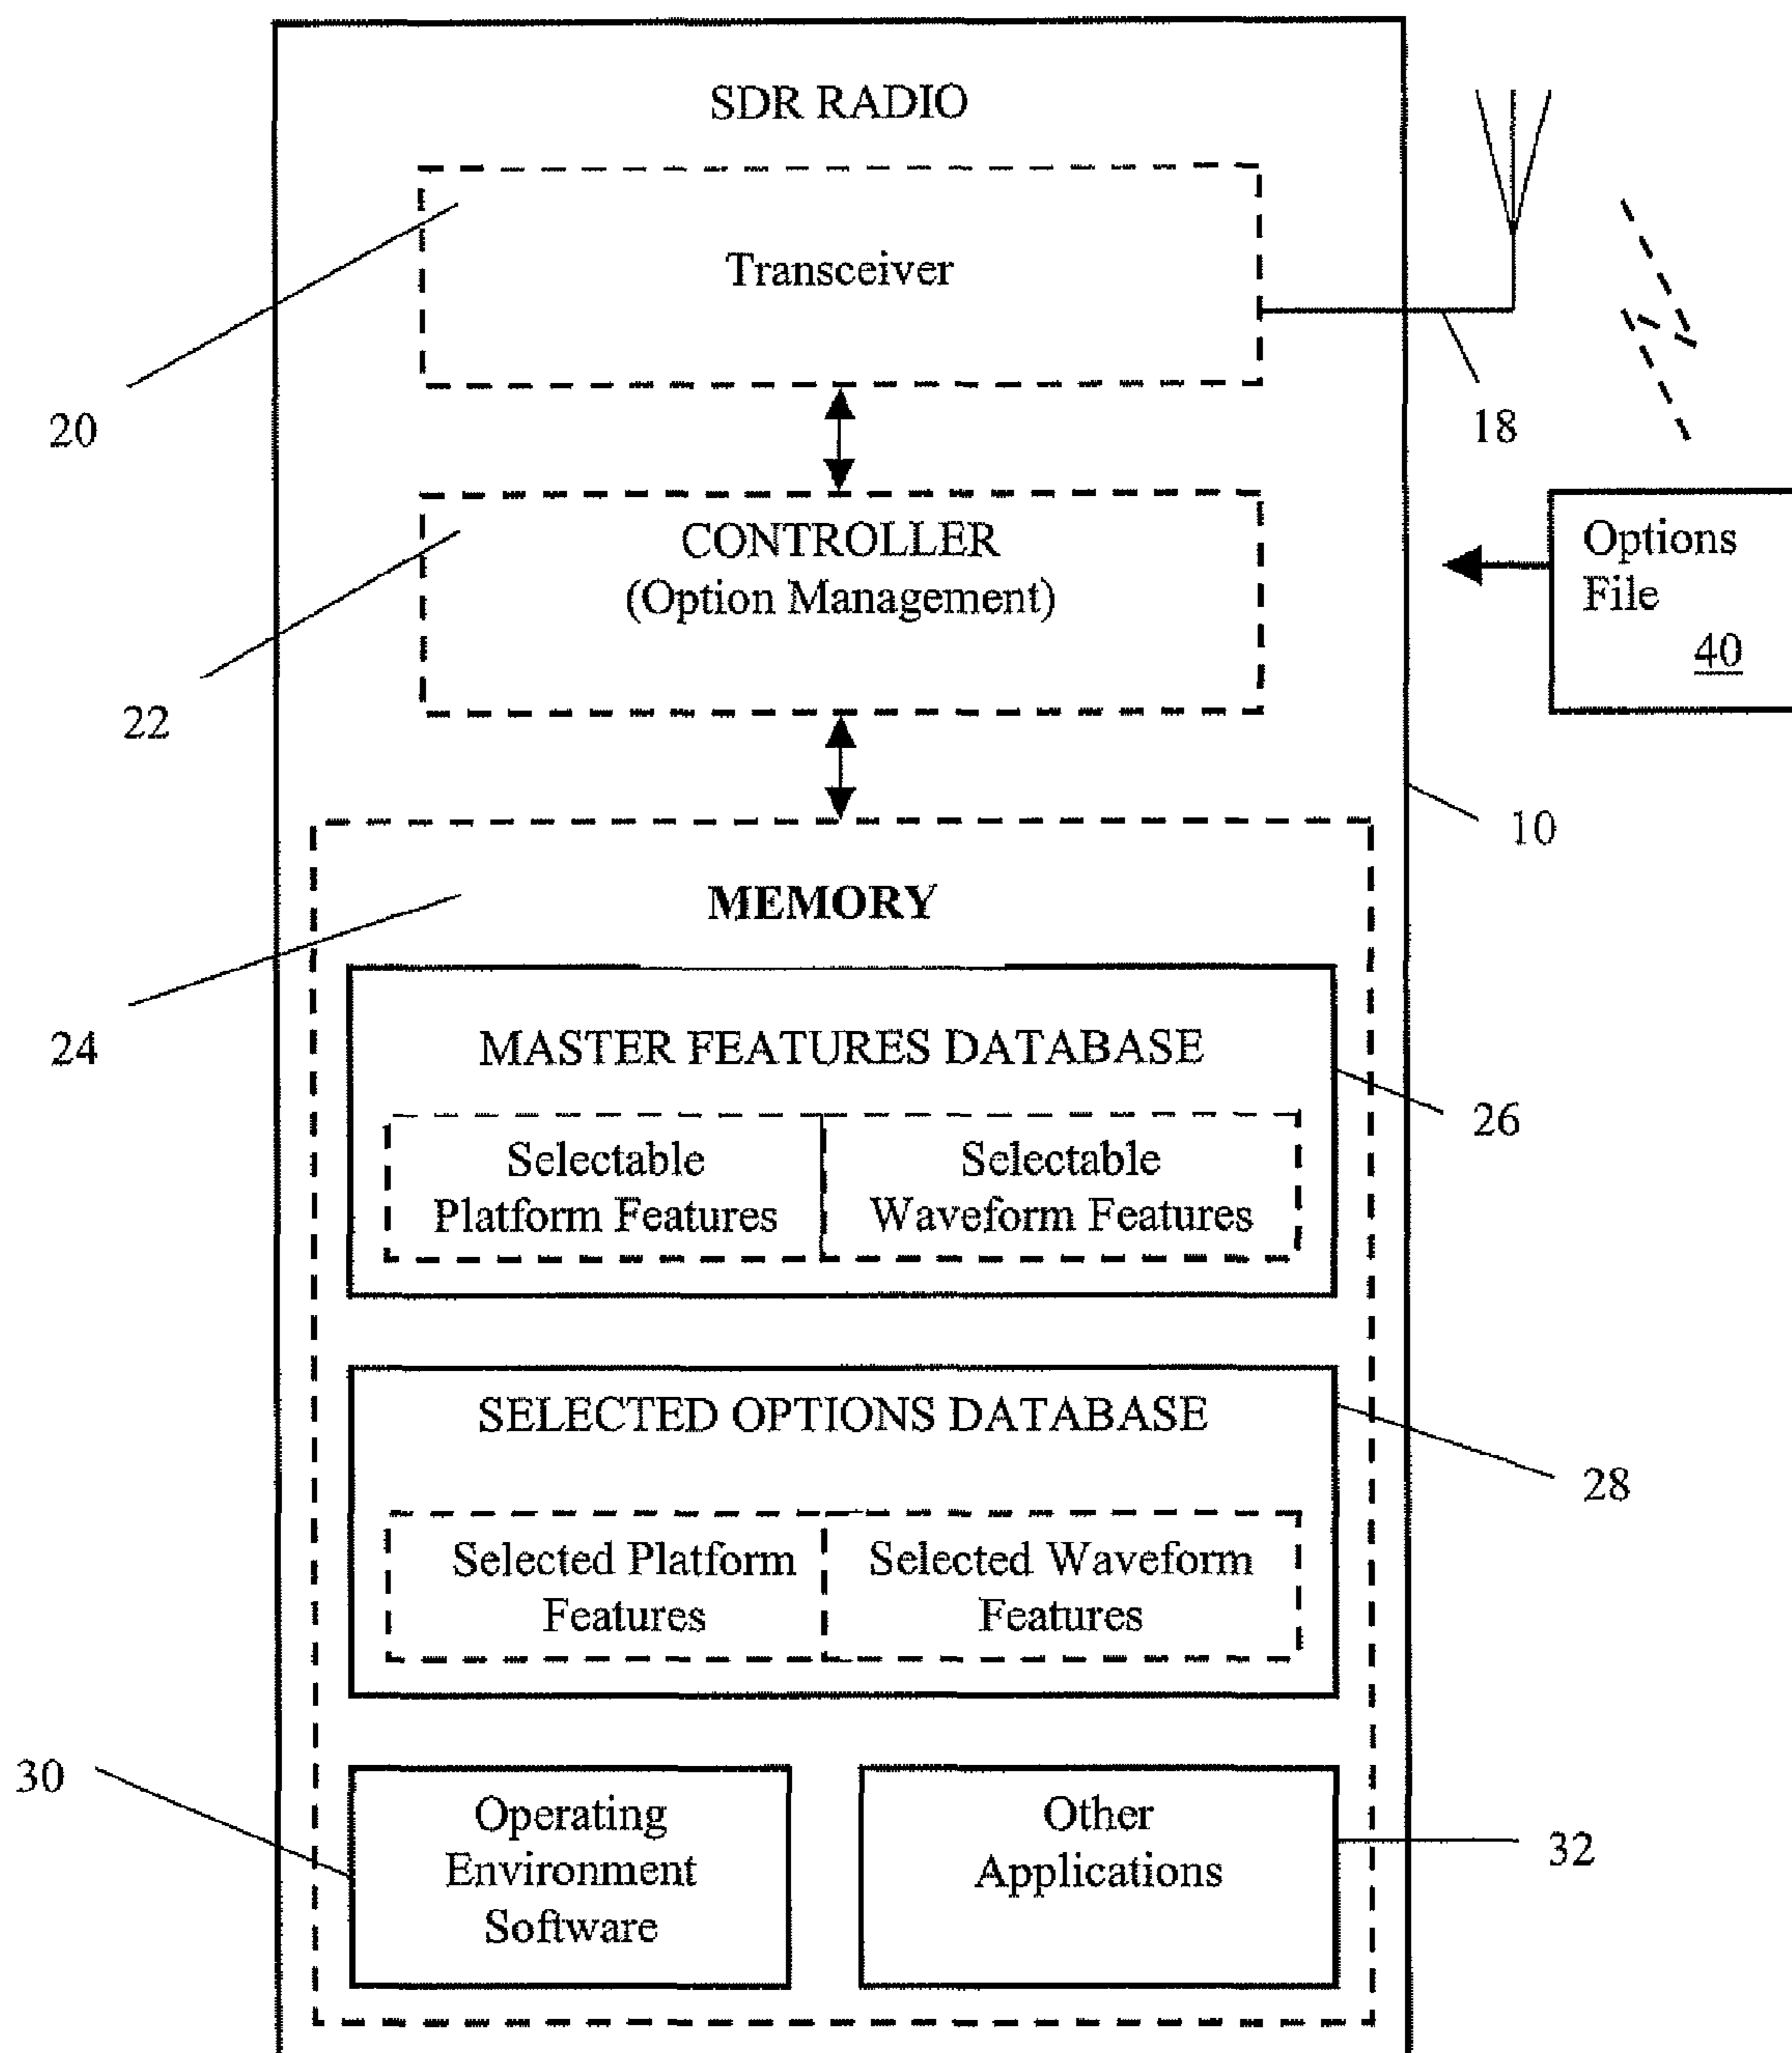 SDR RADIO
Transceiver
20
18
CONTROLLER
(Option Management)
22
Options
File
40
10
MEMORY
24
MASTER FEATURES DATABASE
26
Selectable
Platform Features
Selectable
Waveform Features
SELECTED OPTIONS DATABASE
28
Selected Platform
Features
Selected Waveform
Features
30
Operating
Environment
Software
Other
Applications
32